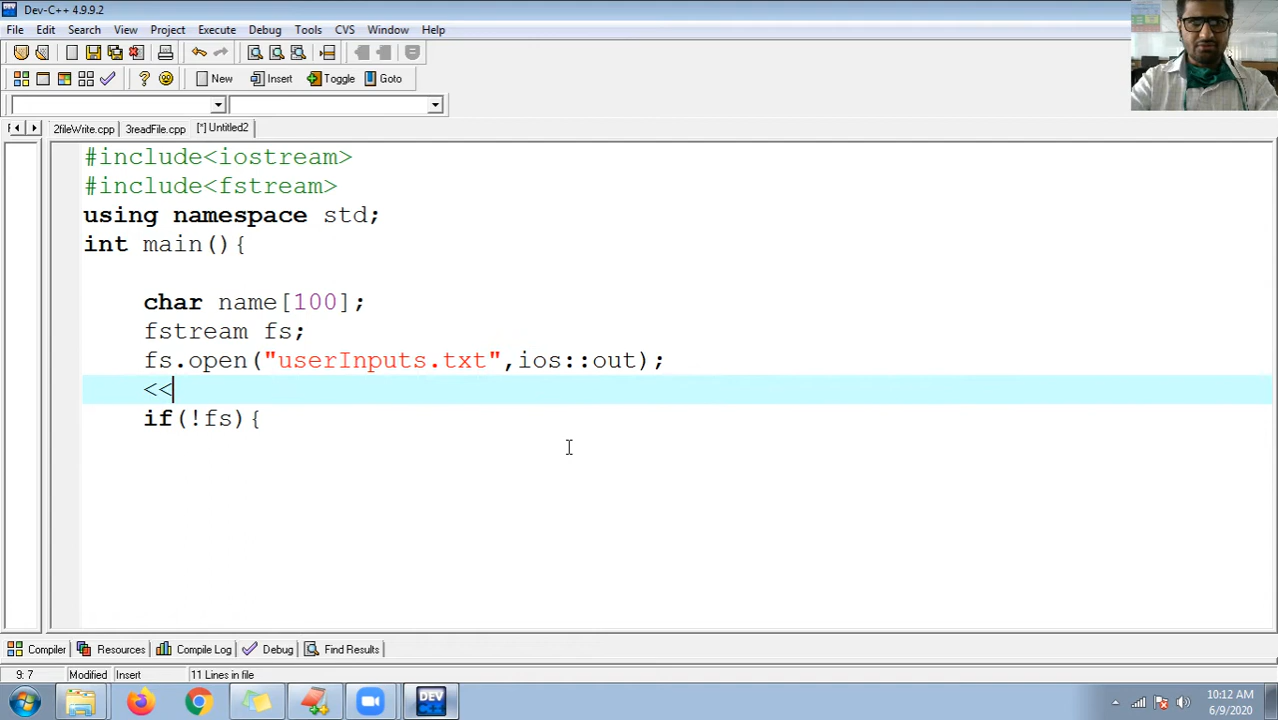 Dev-C++ 4.9.9.2
File Edit Search View Project Execute Debug Tools CVS Window Help
New Insert Toggle Goto
2fileWrite.cpp 3readFile.cpp [*] Untitled2
#include<iostream>
#include<fstream>
using namespace std;
int main(){
char name[100];
fstream fs;
fs.open("userInputs.txt",ios::out);
<<
if(!fs){
Compiler Resources Compile Log Debug Find Results
9: 7 Modified Insert 11 Lines in file
DEV 10:12 AM
6/9/2020